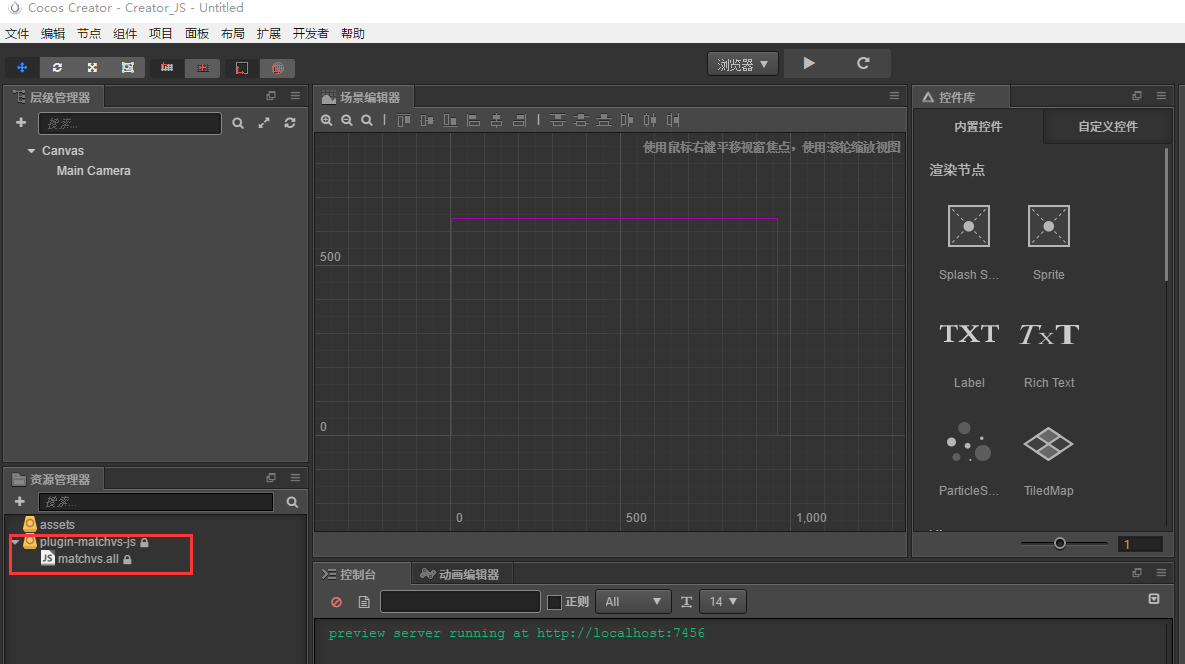 Cocos Creator - Creator_JS - Untitled
文件 编辑 节点 组件 项目 面板 布局 扩展 开发者 帮助
浏览器
层级管理器
搜索...
Canvas
Main Camera
场景编辑器
使用鼠标右键平移视窗焦点，使用滚轮缩放视图
500
0
0 500 1,000
控件库
内置控件 自定义控件
渲染节点
Splash S... Sprite
TXT TxT
Label Rich Text
ParticleS... TiledMap
1
资源管理器
搜索...
assets
plugin-matchvs-js
JS matchvs.all
控制台 动画编辑器
正则 All 14
preview server running at http://localhost:7456